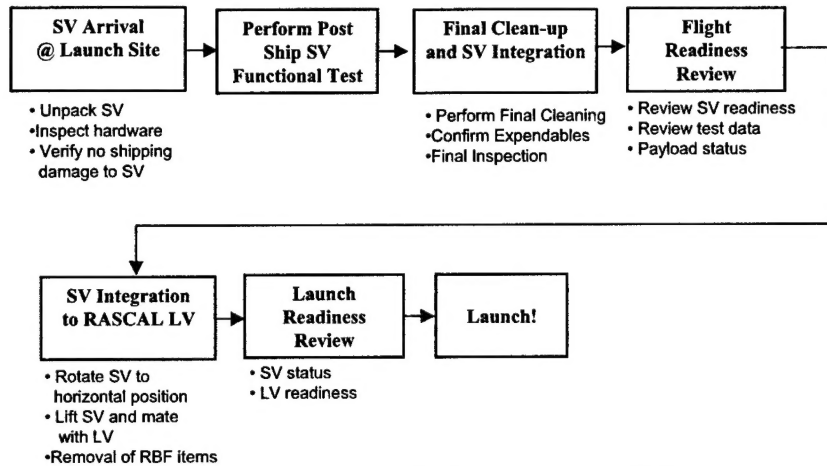 SV Arrival
@ Launch Site
• Unpack SV
•Inspect hardware
• Verify no shipping
damage to SV
Perform Post
Ship SV
Functional Test
Final Clean-up
and SV Integration
• Perform Final Cleaning
•Confirm Expendables
•Final Inspection
Flight
Readiness
Review
• Review SV readiness
• Review test data
• Payload status
SV Integration
to RASCAL LV
• Rotate SV to
horizontal position
• Lift SV and mate
with LV
•Removal of RBF items
Launch
Readiness
Review
• SV status
• LV readiness
Launch!